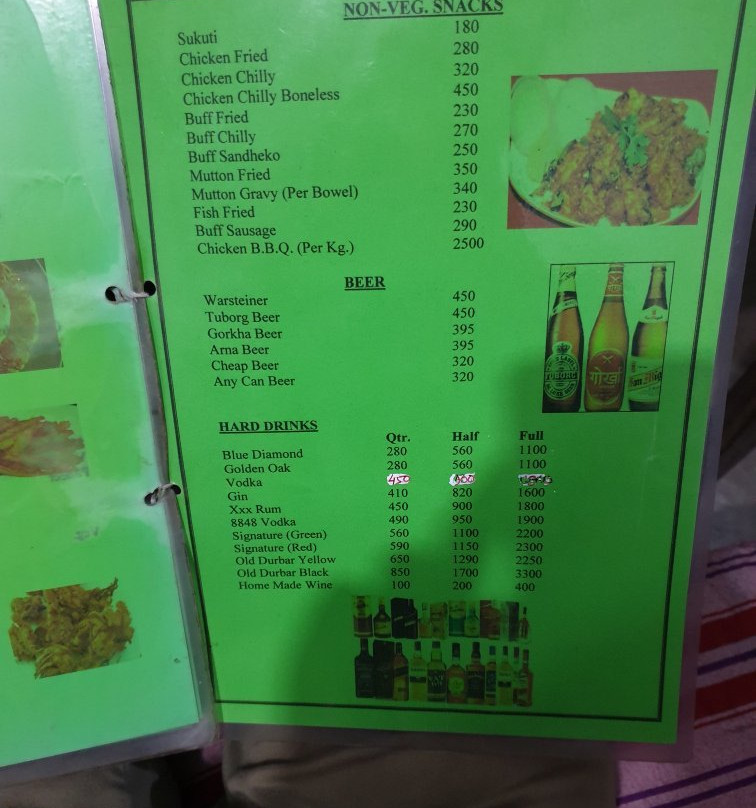 NON-VEG. SNACKS
Sukuti 180
Chicken Fried 280
Chicken Chilly 320
Chicken Chilly Boneless 450
Buff Fried 230
Buff Chilly 270
Buff Sandheko 250
Mutton Fried 350
Mutton Gravy (Per Bowel) 340
Fish Fried 230
Buff Sausage 290
Chicken B.B.Q. (Per Kg.) 2500
BEER
Warsteiner 450
Tuborg Beer 450
Gorkha Beer 395
Arna Beer 395
Cheap Beer 320
Any Can Beer 320
TUBORG
गोरखा
HARD DRINKS
Qtr. Half Full
Blue Diamond 280 560 1100
Golden Oak 280 560 1100
Vodka 450 900
Gin 410 820 1600
Xxx Rum 450 900 1800
8848 Vodka 490 950 1900
Signature (Green) 560 1100 2200
Signature (Red) 590 1150 2300
Old Durbar Yellow 650 1290 2250
Old Durbar Black 850 1700 3300
Home Made Wine 100 200 400